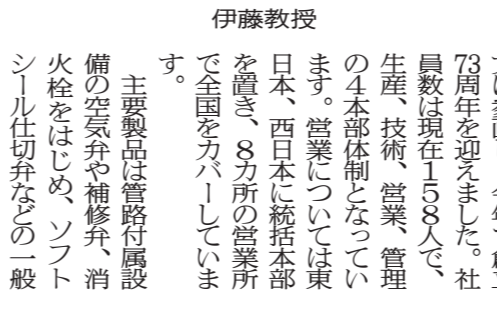 伊藤教授
73周年を迎えました。社
員数は現在158人で、
生産、技術、営業、管理
の4本部体制となってい
ます。営業については東
日本、西日本に統括本部
を置き、8カ所の営業所
で全国をカバーしていま
す。
主要製品は管路付属設
備の空気弁や補修弁、消
火栓をはじめ、ソフト
シール仕切弁などの一般